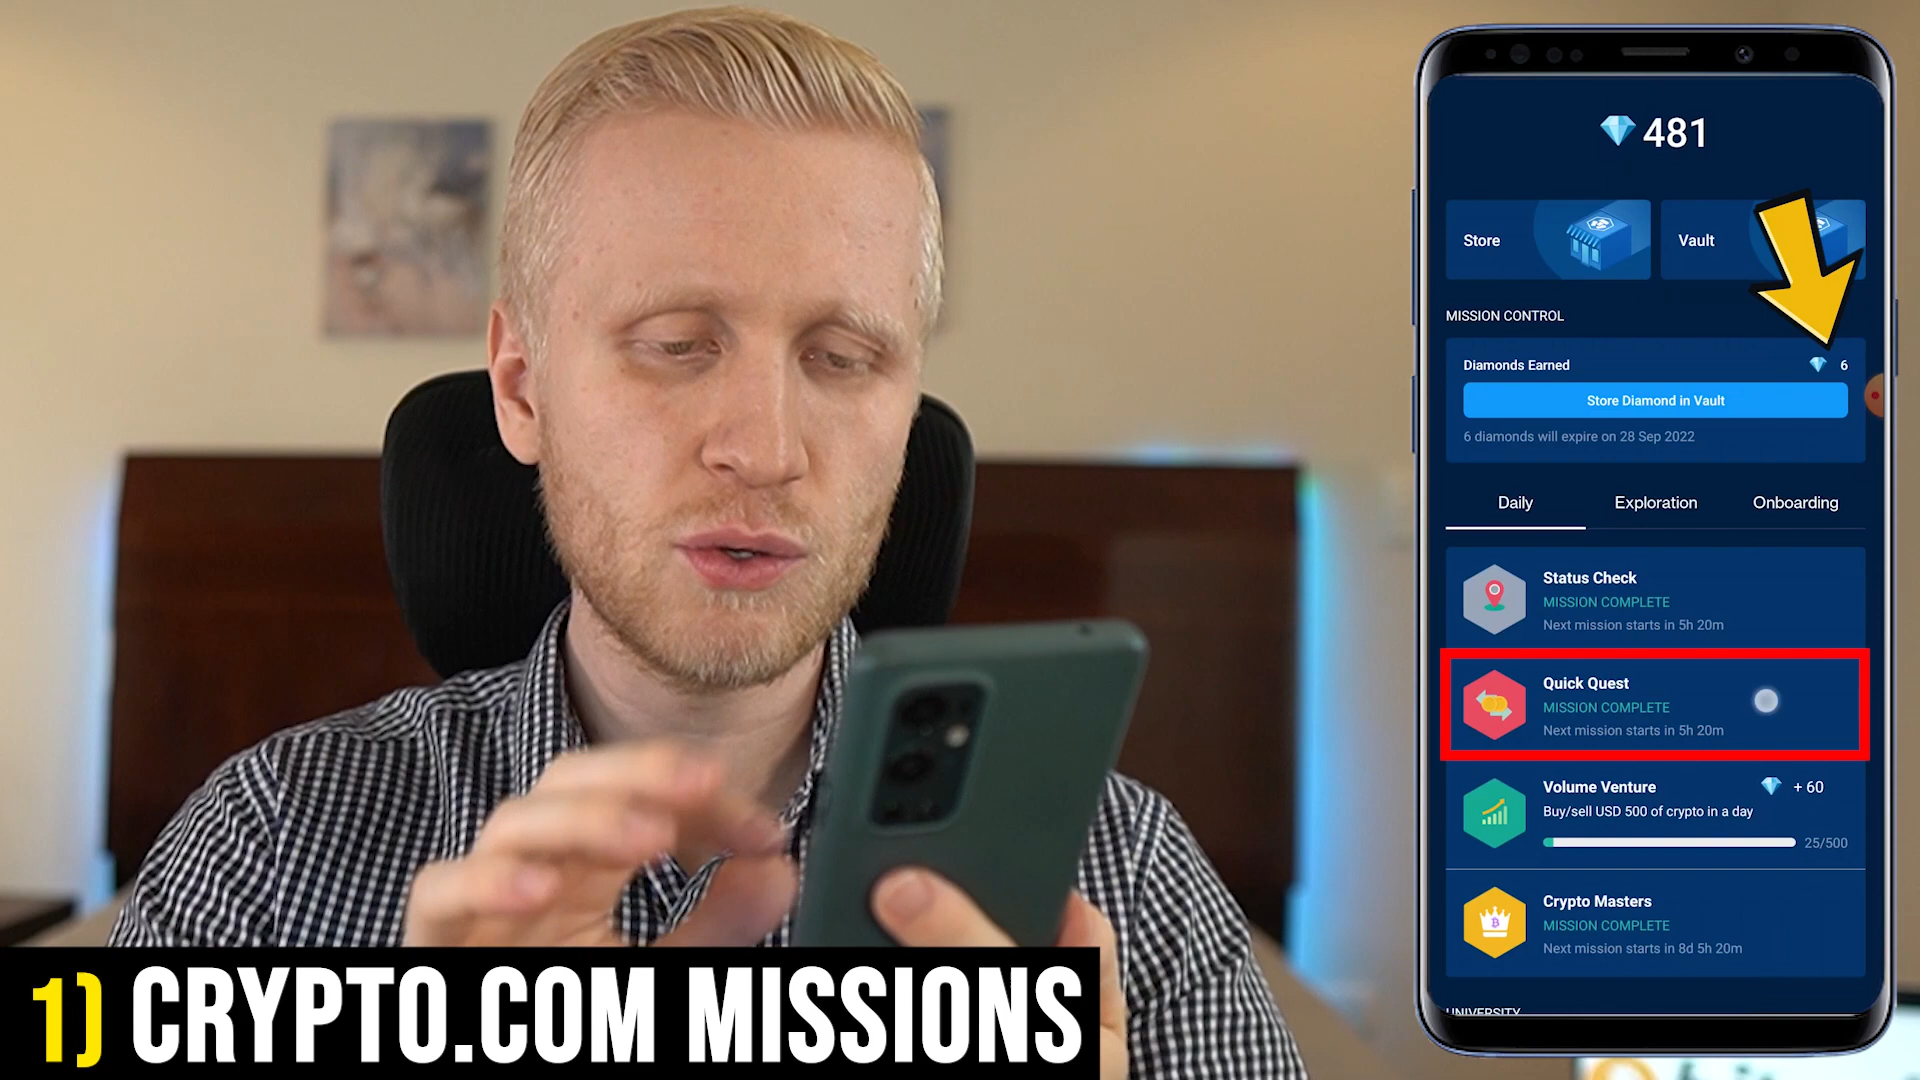 481
Store
Vault
MISSION CONTROL
Diamonds Earned 6
Store Diamond in Vault
6 diamonds will expire on 28 Sep 2022
Daily Exploration Onboarding
Status Check
MISSION COMPLETE
Next mission starts in 5h 20m
Quick Quest
MISSION COMPLETE
Next mission starts in 5h 20m
Volume Venture + 60
Buy/sell USD 500 of crypto in a day
25/500
Crypto Masters
MISSION COMPLETE
Next mission starts in 8d 5h 20m
UNIVERSITY
1) CRYPTO.COM MISSIONS